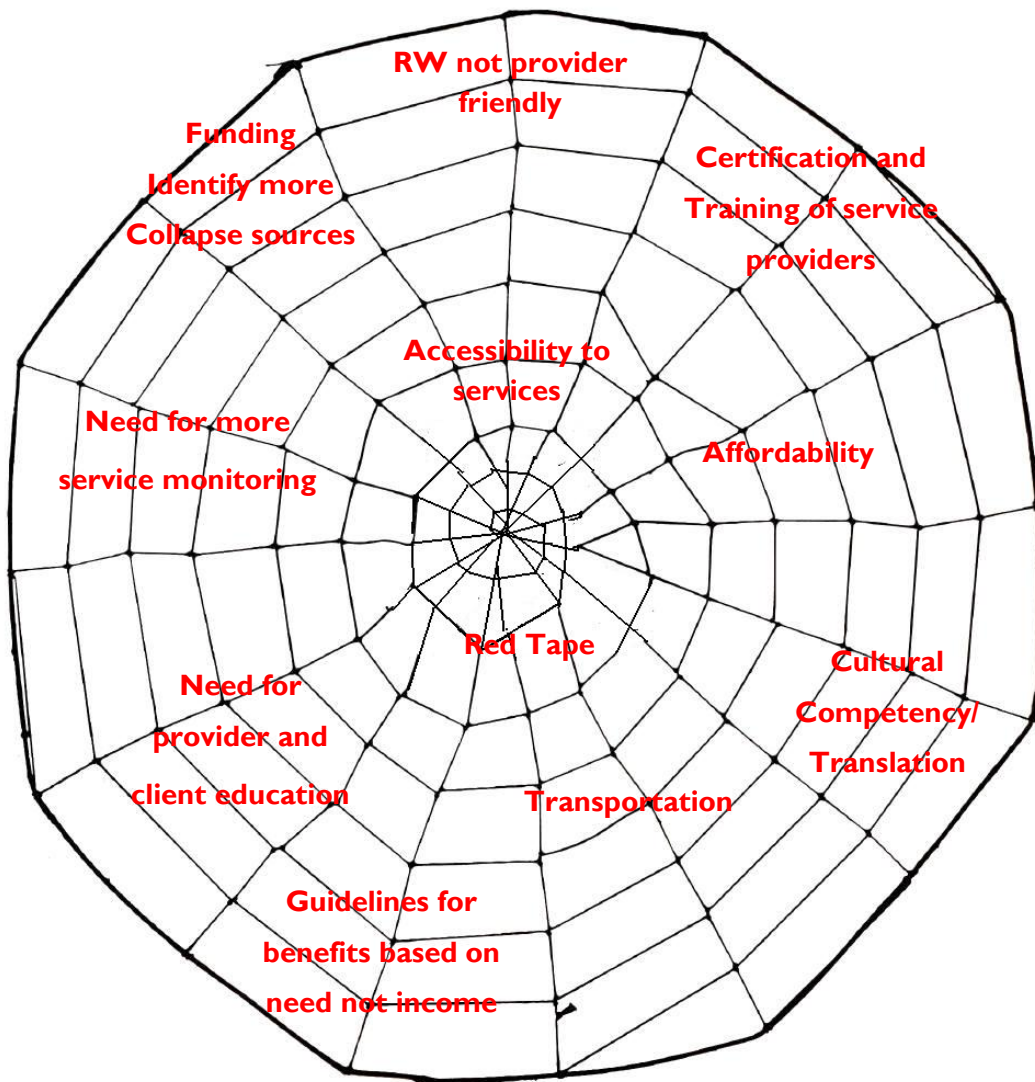 RW not provider
friendly
Funding
Identify more
Collapse sources
Certification and
Training of service
providers
Accessibility to
services
Need for more
service monitoring
Affordability
Red Tape
Need for
provider and
client education
Cultural
Competency/
Translation
Transportation
Guidelines for
benefits based on
need not income